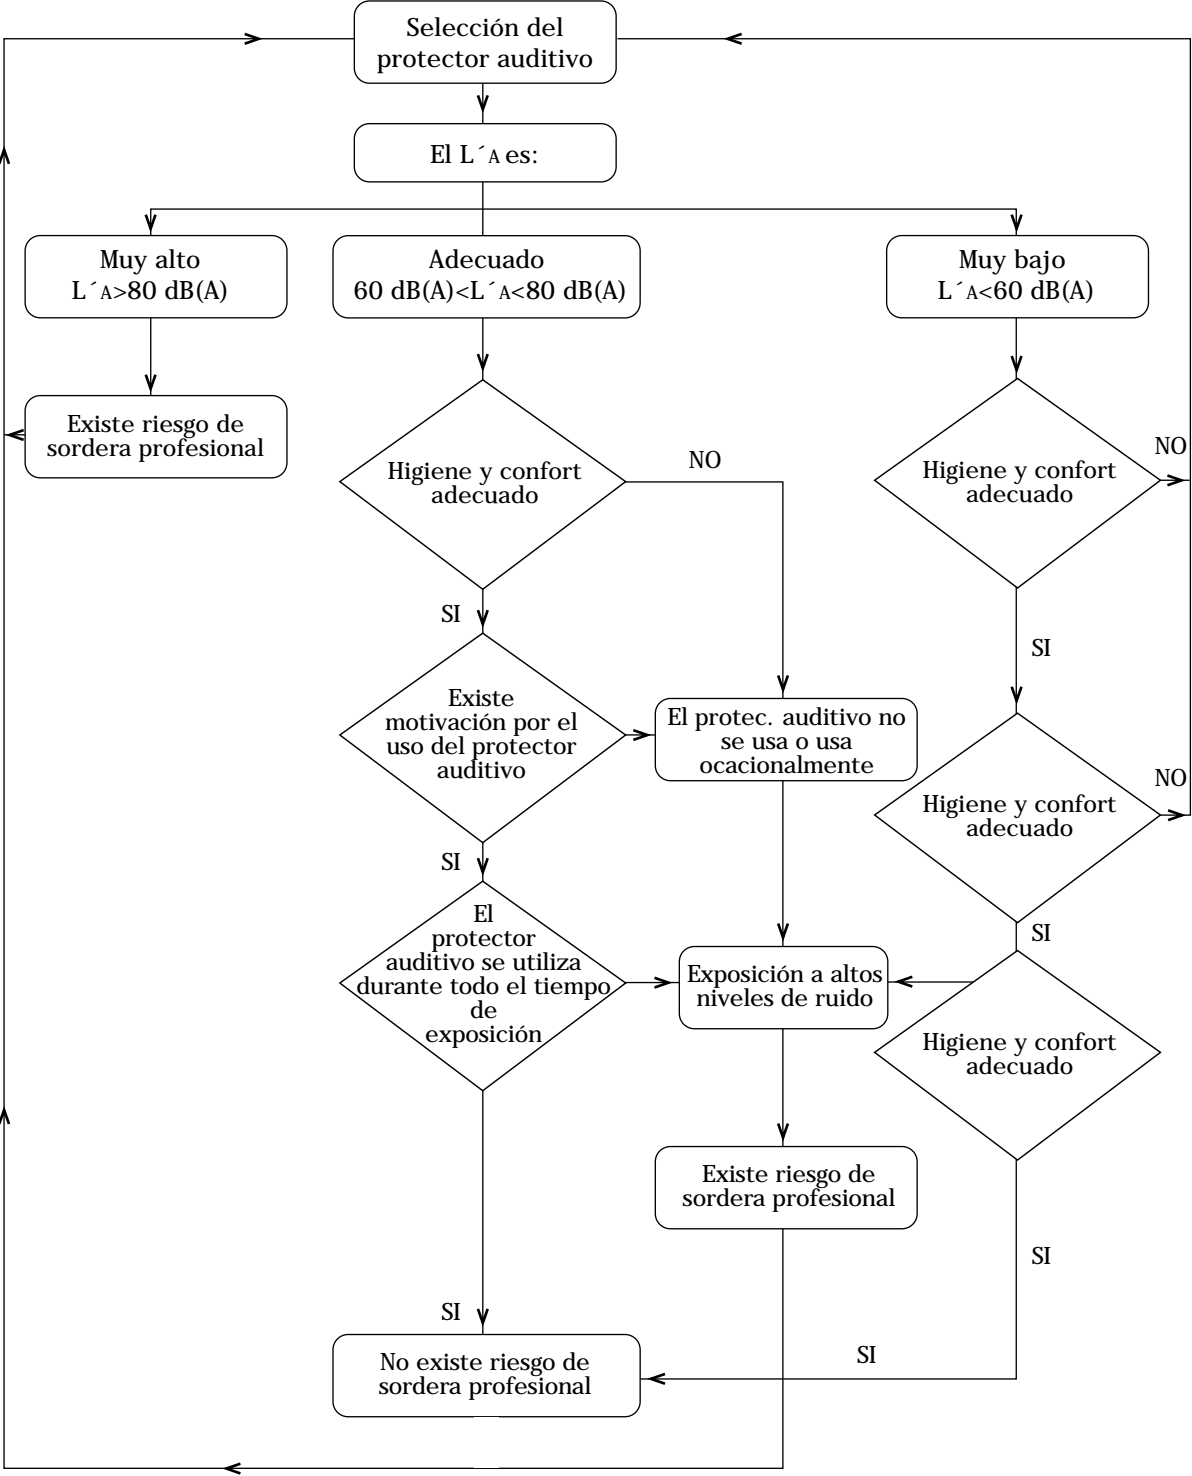 Selección del
protector auditivo
El L´A es:
Muy alto
L´A>80 dB(A)
Adecuado
60 dB(A)<L´A<80 dB(A)
Muy bajo
L´A<60 dB(A)
Existe riesgo de
sordera profesional
Higiene y confort
adecuado
NO
Higiene y confort
adecuado
NO
SI
SI
Existe
motivación por el
uso del protector
auditivo
El protec. auditivo no
se usa o usa
ocacionalmente
Higiene y confort
adecuado
NO
SI
SI
El
protector
auditivo se utiliza
durante todo el tiempo
de
exposición
Exposición a altos
niveles de ruido
Higiene y confort
adecuado
Existe riesgo de
sordera profesional
SI
SI
No existe riesgo de
sordera profesional
SI